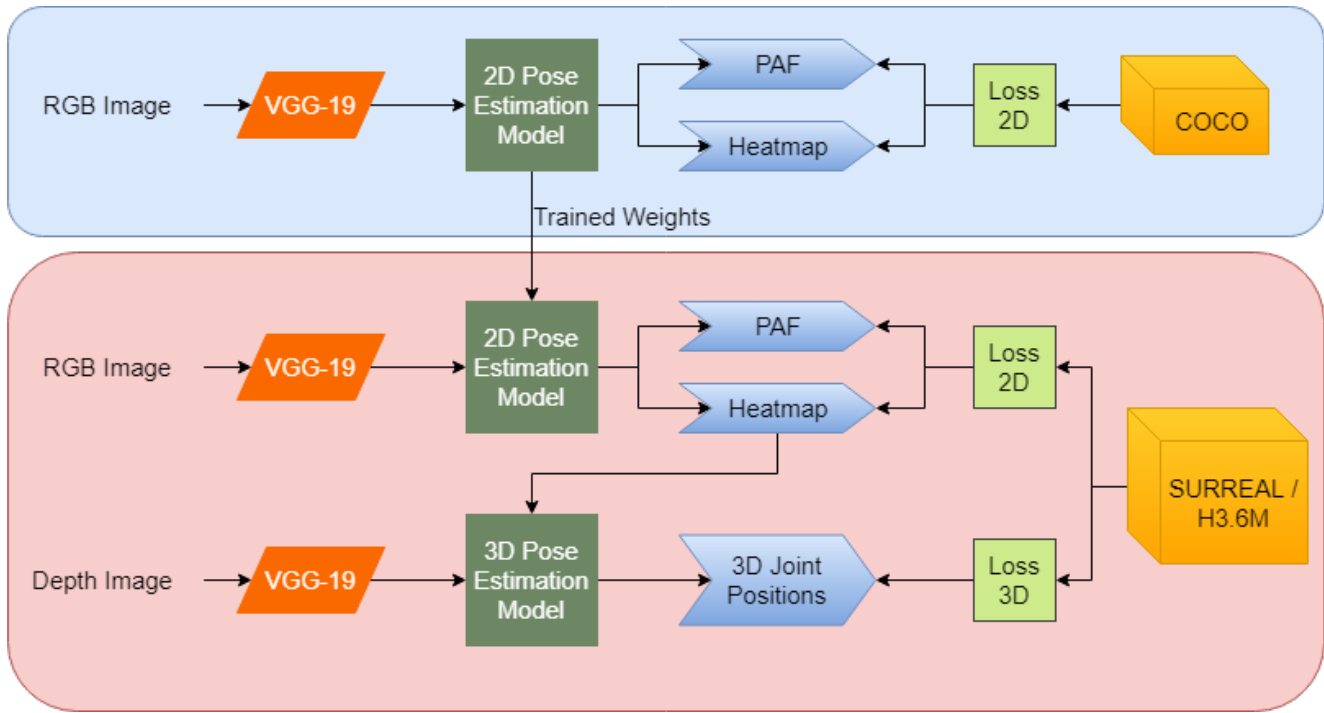 RGB Image
VGG-19
2D Pose
Estimation
Model
PAF
Heatmap
Loss
2D
COCO
Trained Weights
RGB Image
VGG-19
2D Pose
Estimation
Model
PAF
Heatmap
Loss
2D
SURREAL /
H3.6M
Depth Image
VGG-19
3D Pose
Estimation
Model
3D Joint
Positions
Loss
3D